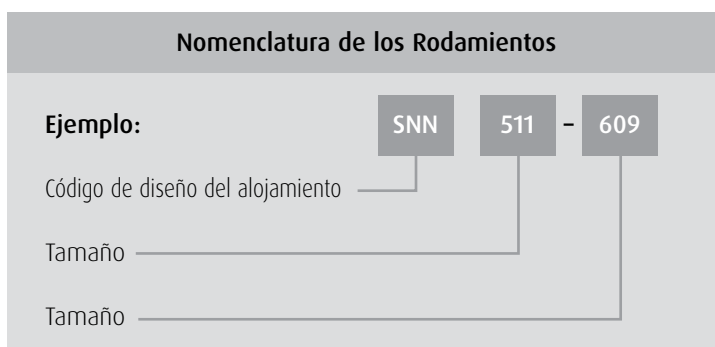 Nomenclatura de los Rodamientos
Ejemplo: SNN 511 – 609
Código de diseño del alojamiento
Tamaño
Tamaño